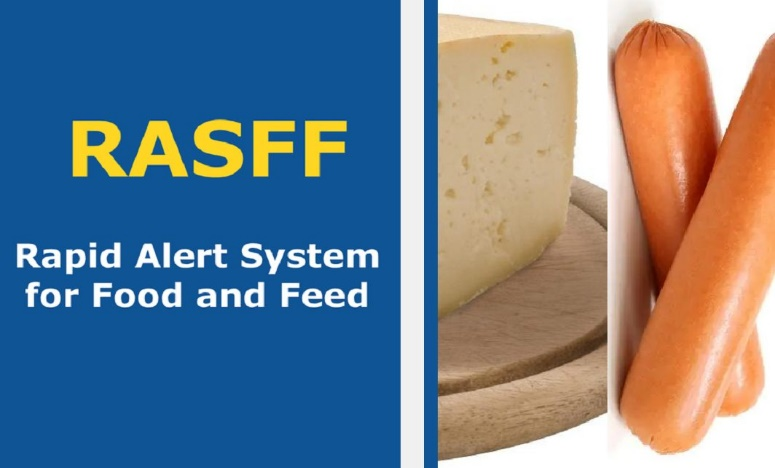 RASFF
Rapid Alert System
for Food and Feed